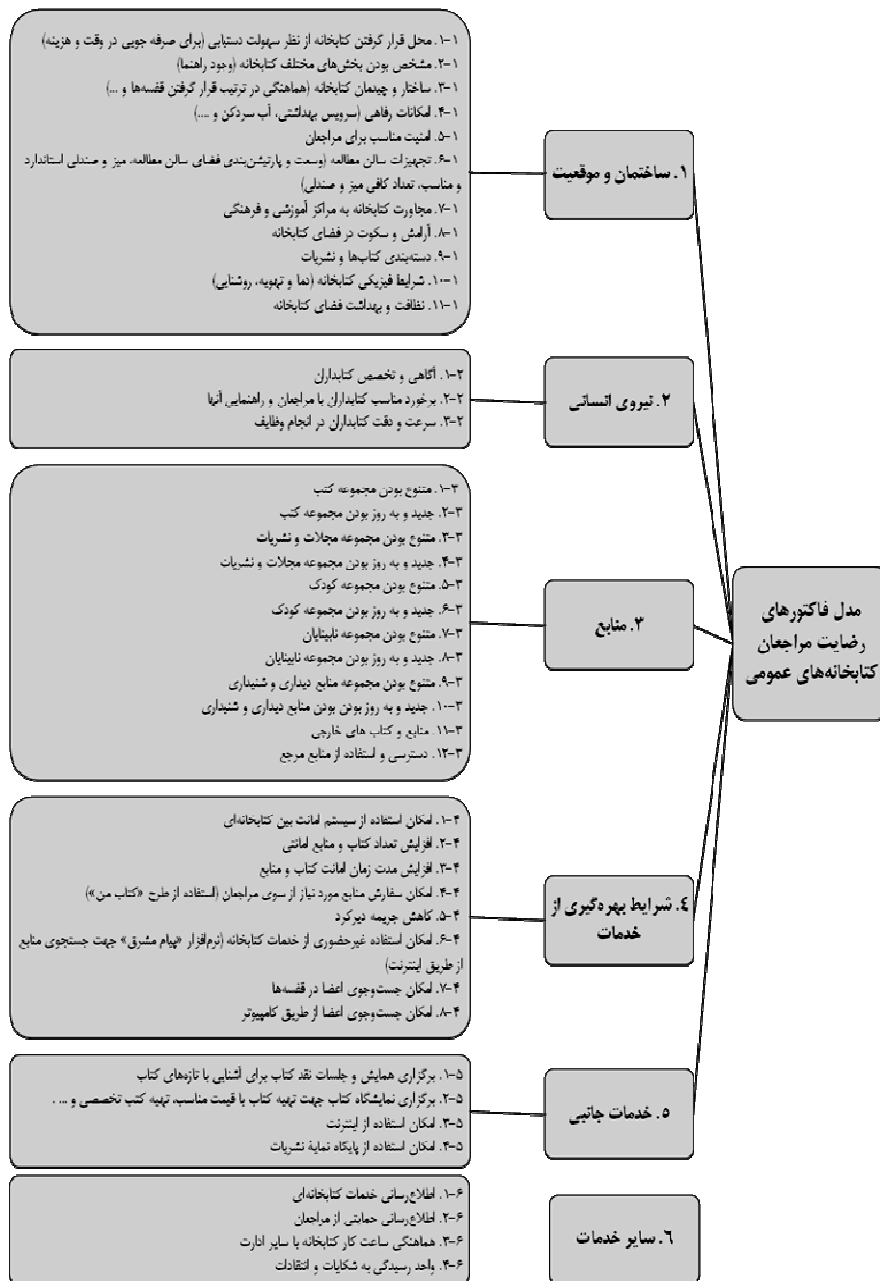 مدل فاکتورهای
رضایت مراجعان
کتابخانه‌های عمومی
۱. ساختمان و موقعیت
۱-۱. محل قرار گرفتن کتابخانه از نظر سهولت دستیابی (برای صرفه جویی در وقت و هزینه)
۲-۱. مشخص بودن بخش‌های مختلف کتابخانه (وجود راهنما)
۳-۱. ساختار و چیدمان کتابخانه (هماهنگی در ترتیب قرار گرفتن قفسه‌ها و ...)
۴-۱. امکانات رفاهی (سرویس بهداشتی، آب سردکن و ....)
۵-۱. امنیت مناسب برای مراجعان
۶-۱. تجهیزات سالن مطالعه (وسعت و پارتیشن‌بندی فضای سالن مطالعه، میز و صندلی استاندارد
و مناسب، تعداد کافی میز و صندلی)
۷-۱. مجاورت کتابخانه به مراکز آموزشی و فرهنگی
۸-۱. آرامش و سکوت در فضای کتابخانه
۹-۱. دسته‌بندی کتاب‌ها و نشریات
۱۰-۱. شرایط فیزیکی کتابخانه (دما و تهویه، روشنایی)
۱۱-۱. نظافت و بهداشت فضای کتابخانه
۲. نیروی انسانی
۱-۲. آگاهی و تخصص کتابداران
۲-۲. برخورد مناسب کتابداران با مراجعان و راهنمایی آنها
۳-۲. سرعت و دقت کتابداران در انجام وظایف
۳. منابع
۱-۳. متنوع بودن مجموعه کتب
۲-۳. جدید و به روز بودن مجموعه کتب
۳-۳. متنوع بودن مجموعه مجلات و نشریات
۴-۳. جدید و به روز بودن مجموعه مجلات و نشریات
۵-۳. متنوع بودن مجموعه کودک
۶-۳. جدید و به روز بودن مجموعه کودک
۷-۳. متنوع بودن مجموعه نابینایان
۸-۳. جدید و به روز بودن مجموعه نابینایان
۹-۳. متنوع بودن مجموعه منابع دیداری و شنیداری
۱۰-۳. جدید و به روز بودن بودن منابع دیداری و شنیداری
۱۱-۳. منابع و کتاب های خارجی
۱۲-۳. دسترسی و استفاده از منابع مرجع
٤. شرایط بهره‌گیری از
خدمات
۱-۴. امکان استفاده از سیستم امانت بین کتابخانه‌ای
۲-۴. افزایش تعداد کتاب و منابع امانتی
۳-۴. افزایش مدت زمان امانت کتاب و منابع
۴-۴. امکان سفارش منابع مورد نیاز از سوی مراجعان (استفاده از طرح «کتاب من»)
۵-۴. کاهش جریمه دیرکرد
۶-۴. امکان استفاده غیرحضوری از خدمات کتابخانه (نرم‌افزار «پیام مشرق» جهت جستجوی منابع
از طریق اینترنت)
۷-۴. امکان جست‌وجوی اعضا در قفسه‌ها
۸-۴. امکان جست‌وجوی اعضا از طریق کامپیوتر
۵. خدمات جانبی
۱-۵. برگزاری همایش و جلسات نقد کتاب برای آشنایی با تازه‌های کتاب
۲-۵. برگزاری نمایشگاه کتاب جهت تهیه کتاب با قیمت مناسب، تهیه کتب تخصصی و ... .
۳-۵. امکان استفاده از اینترنت
۴-۵. امکان استفاده از پایگاه نمایۀ نشریات
۶. سایر خدمات
۱-۶. اطلاع‌رسانی خدمات کتابخانه‌ای
۲-۶. اطلاع‌رسانی حمایتی از مراجعان
۳-۶. هماهنگی ساعت کار کتابخانه با سایر ادارت
۴-۶. واحد رسیدگی به شکایات و انتقادات